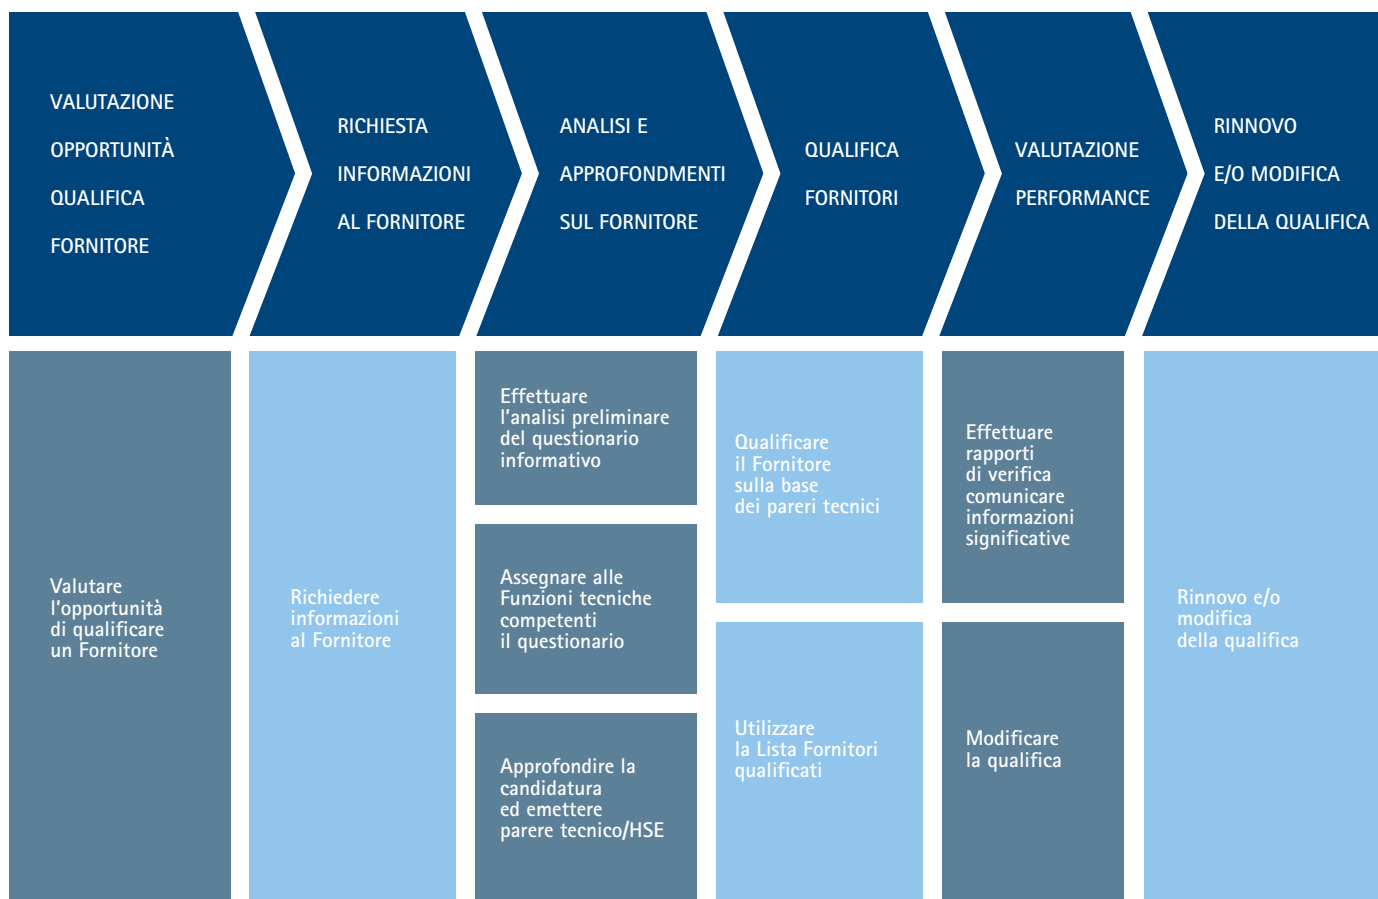 VALUTAZIONE
OPPORTUNITÀ
QUALIFICA
FORNITORE
RICHIESTA
INFORMAZIONI
AL FORNITORE
ANALISI E
APPROFONDMENTI
SUL FORNITORE
QUALIFICA
FORNITORI
VALUTAZIONE
PERFORMANCE
RINNOVO
E/O MODIFICA
DELLA QUALIFICA
Valutare
l'opportunità
di qualificare
un Fornitore
Richiedere
informazioni
al Fornitore
Effettuare
l'analisi preliminare
del questionario
informativo
Assegnare alle
Funzioni tecniche
competenti
il questionario
Approfondire la
candidatura
ed emettere
parere tecnico/HSE
Qualificare
il Fornitore
sulla base
dei pareri tecnici
Utilizzare
la Lista Fornitori
qualificati
Effettuare
rapporti
di verifica
comunicare
informazioni
significative
Modificare
la qualifica
Rinnovo e/o
modifica
della qualifica